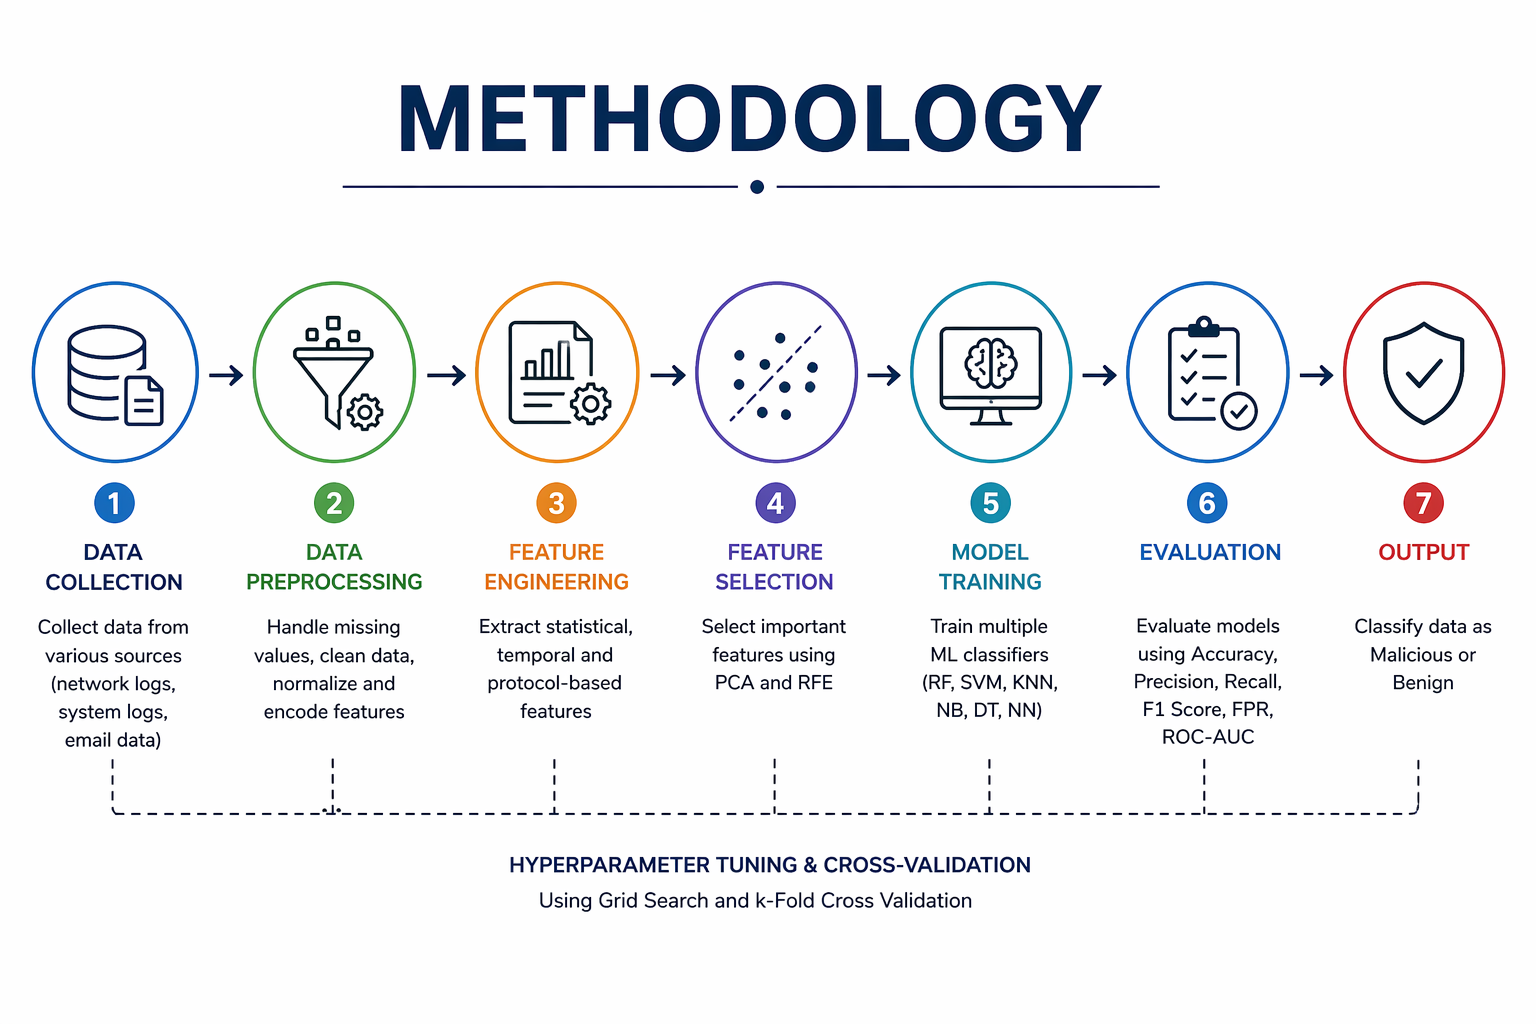 METHODOLOGY
1
DATA
COLLECTION
Collect data from
various sources
(network logs,
system logs,
email data)
2
DATA
PREPROCESSING
Handle missing
values, clean data,
normalize and
encode features
3
FEATURE
ENGINEERING
Extract statistical,
temporal and
protocol-based
features
4
FEATURE
SELECTION
Select important
features using
PCA and RFE
5
MODEL
TRAINING
Train multiple
ML classifiers
(RF, SVM, KNN,
NB, DT, NN)
6
EVALUATION
Evaluate models
using Accuracy,
Precision, Recall,
F1 Score, FPR,
ROC-AUC
7
OUTPUT
Classify data as
Malicious or
Benign
HYPERPARAMETER TUNING & CROSS-VALIDATION
Using Grid Search and k-Fold Cross Validation